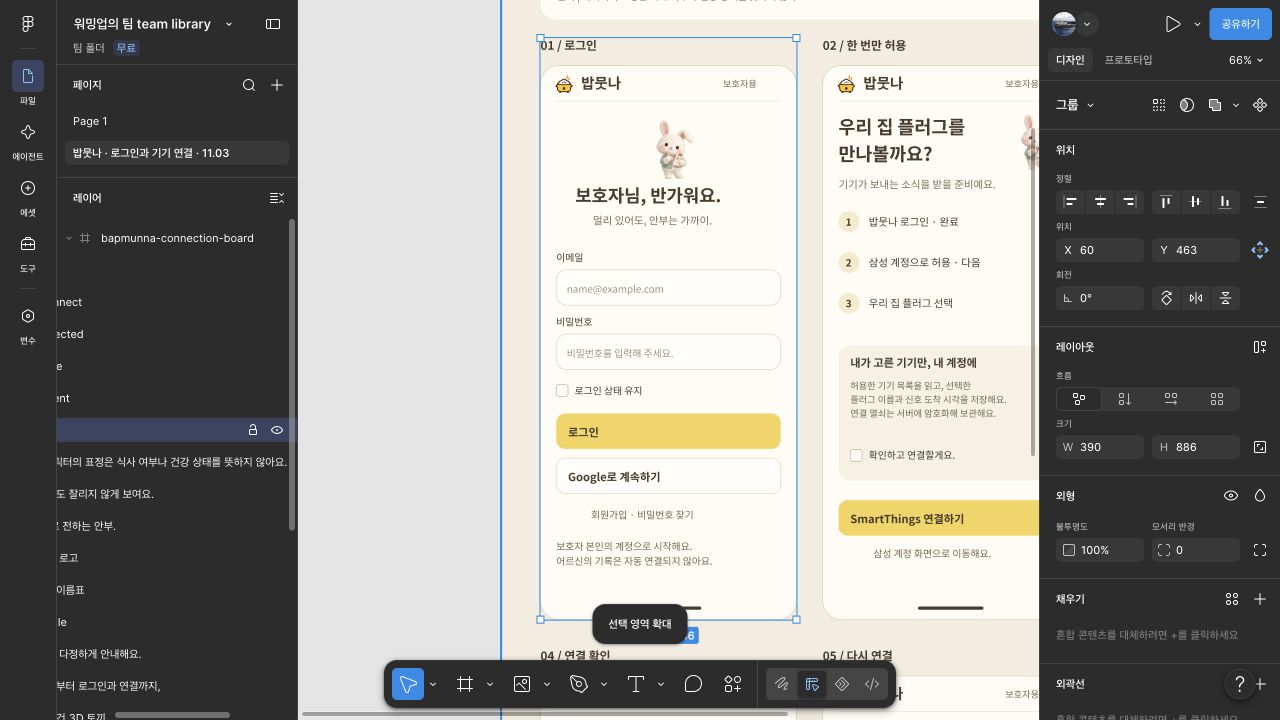 워밍업의 팀 team library
팀 폴더 무료
파일
에이전트
에셋
도구
변수
페이지
Page 1
밥뭇나 · 로그인과 기기 연결 · 11.03
레이어
bapmunna-connection-board
nect
ected
e
ent
터의 표정은 식사 여부나 건강 상태를 뜻하지 않아요.
도 잘리지 않게 보여요.
전하는 안부.
로고
이름표
le
다정하게 안내해요.
부터 로그인과 연결까지,
3D 토끼
01 / 로그인
밥뭇나
보호자용
보호자님, 반가워요.
멀리 있어도, 안부는 가까이.
이메일
name@example.com
비밀번호
비밀번호를 입력해 주세요.
로그인 상태 유지
로그인
Google로 계속하기
회원가입 · 비밀번호 찾기
보호자 본인의 계정으로 시작해요.
어르신의 기록은 자동 연결되지 않아요.
선택 영역 확대
04 / 연결 확인
02 / 한 번만 허용
밥뭇나
보호자용
우리 집 플러그를
만나볼까요?
기기가 보내는 소식을 받을 준비예요.
1 밥뭇나 로그인 · 완료
2 삼성 계정으로 허용 · 다음
3 우리 집 플러그 선택
내가 고른 기기만, 내 계정에
허용한 기기 목록을 읽고, 선택한
플러그 이름과 신호 도착 시각을 저장해요.
연결 열쇠는 서버에 암호화해 보관해요.
확인하고 연결할게요.
SmartThings 연결하기
삼성 계정 화면으로 이동해요.
05 / 다시 연결
나
보호자용
공유하기
디자인 프로토타입 66%
그룹
위치
정렬
위치
X 60 Y 463
회전
0°
레이아웃
흐름
크기
W 390 H 886
외형
불투명도 모서리 반경
100% 0
채우기
혼합 콘텐츠를 대체하려면 +를 클릭하세요
외곽선
?